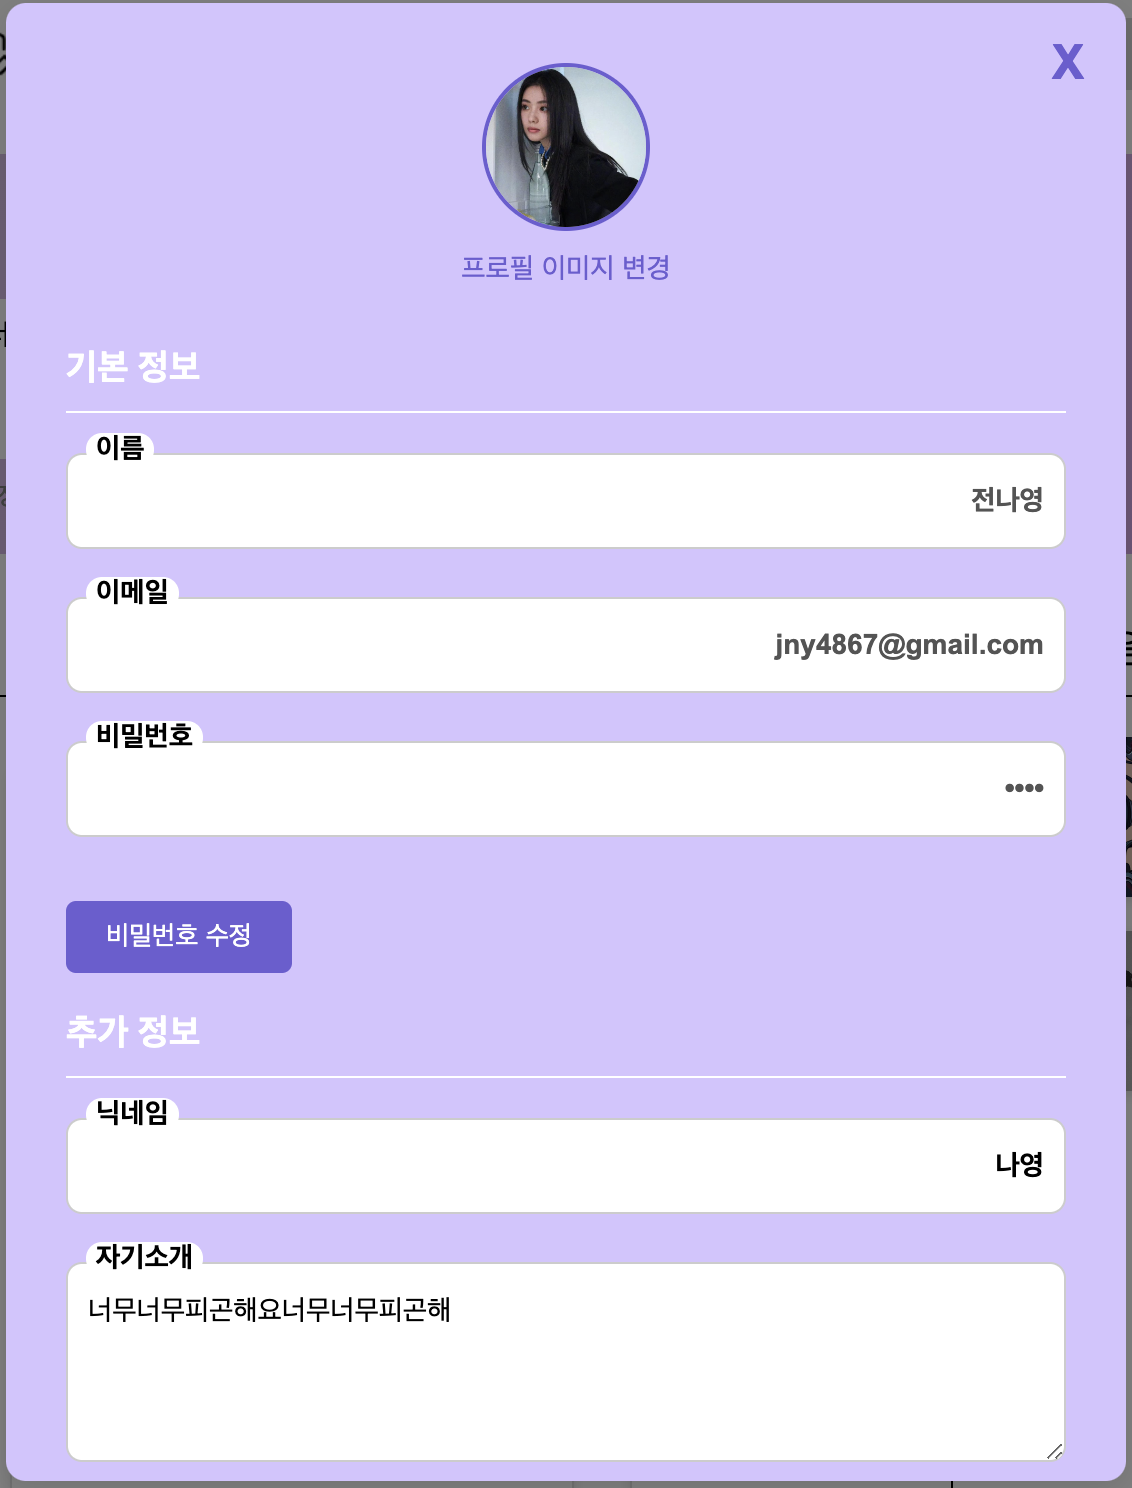 X
프로필 이미지 변경
기본 정보
이름
전나영
이메일
jny4867@gmail.com
비밀번호
••••
비밀번호 수정
추가 정보
닉네임
나영
자기소개
너무너무피곤해요너무너무피곤해